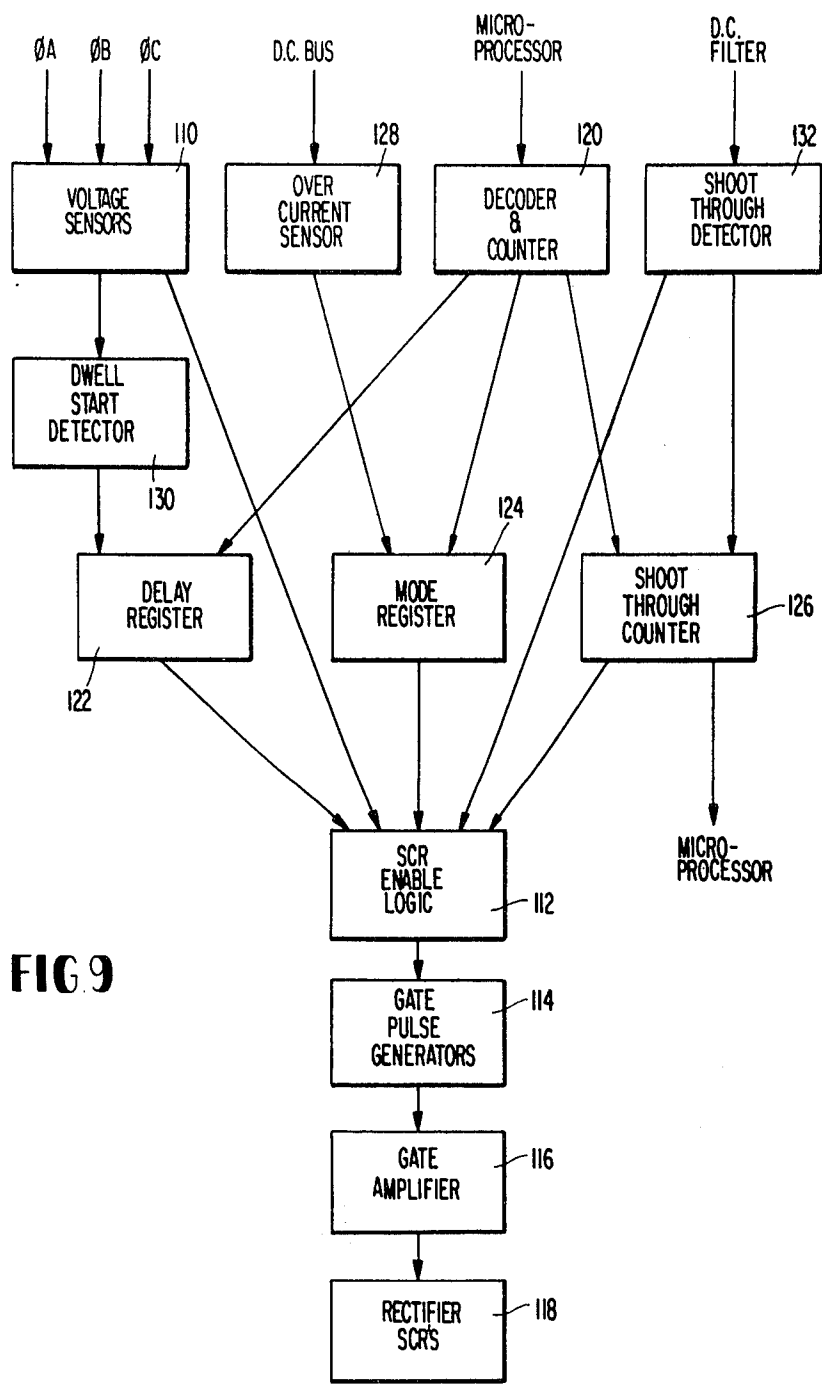 ØA
ØB
ØC
D.C. BUS
MICRO-
PROCESSOR
D.C.
FILTER
110
128
120
132
VOLTAGE
SENSORS
OVER
CURRENT
SENSOR
DECODER
&
COUNTER
SHOOT
THROUGH
DETECTOR
DWELL
START
DETECTOR
130
124
DELAY
REGISTER
MODE
REGISTER
SHOOT
THROUGH
COUNTER
126
122
SCR
ENABLE
LOGIC
112
MICRO-
PROCESSOR
FIG.9
GATE
PULSE
GENERATORS
114
GATE
AMPLIFIER
116
RECTIFIER
SCR'S
118